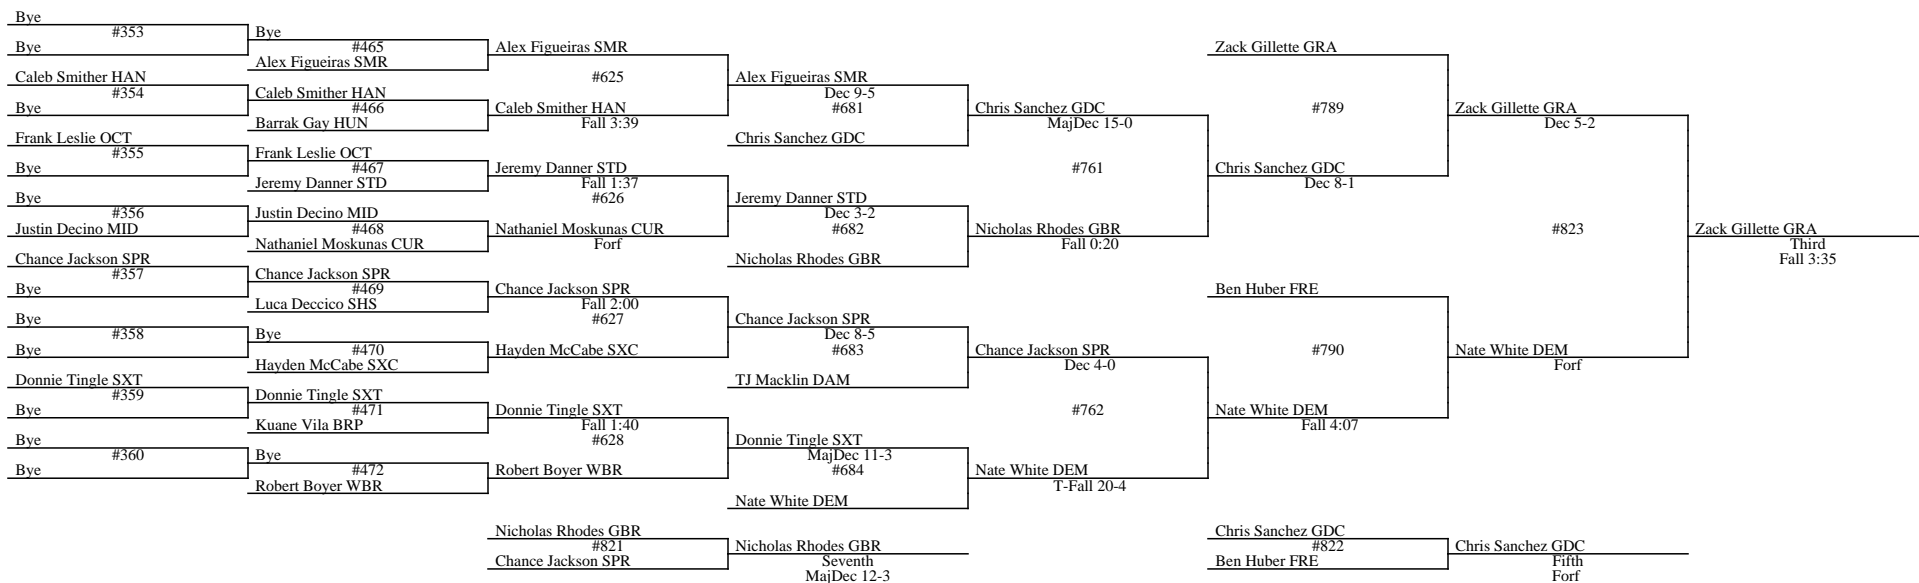 Bye
#353
Bye
Caleb Smither HAN
#354
Bye
Frank Leslie OCT
#355
Bye
Bye
#356
Justin Decino MID
Chance Jackson SPR
#357
Bye
Bye
#358
Bye
Donnie Tingle SXT
#359
Bye
Bye
#360
Bye
Bye
#465
Alex Figueiras SMR
Caleb Smither HAN
#466
Barrak Gay HUN
Frank Leslie OCT
#467
Jeremy Danner STD
Justin Decino MID
#468
Nathaniel Moskunas CUR
Chance Jackson SPR
#469
Luca Deccico SHS
Bye
#470
Hayden McCabe SXC
Donnie Tingle SXT
#471
Kuane Vila BRP
Bye
#472
Robert Boyer WBR
Alex Figueiras SMR
#625
Caleb Smither HAN
Fall 3:39
Jeremy Danner STD
Fall 1:37
#626
Nathaniel Moskunas CUR
Forf
Chance Jackson SPR
Fall 2:00
#627
Hayden McCabe SXC
Donnie Tingle SXT
Fall 1:40
#628
Robert Boyer WBR
Alex Figueiras SMR
Dec 9-5
#681
Chris Sanchez GDC
Jeremy Danner STD
Dec 3-2
#682
Nicholas Rhodes GBR
Chance Jackson SPR
Dec 8-5
#683
TJ Macklin DAM
Donnie Tingle SXT
MajDec 11-3
#684
Nate White DEM
Chris Sanchez GDC
MajDec 15-0
#761
Nicholas Rhodes GBR
Fall 0:20
Chance Jackson SPR
Dec 4-0
#762
Nate White DEM
T-Fall 20-4
Zack Gillette GRA
#789
Chris Sanchez GDC
Dec 8-1
Ben Huber FRE
#790
Nate White DEM
Fall 4:07
Zack Gillette GRA
Dec 5-2
#823
Nate White DEM
Forf
Zack Gillette GRA
Third
Fall 3:35
Nicholas Rhodes GBR
#821
Chance Jackson SPR
Nicholas Rhodes GBR
Seventh
MajDec 12-3
Chris Sanchez GDC
#822
Ben Huber FRE
Chris Sanchez GDC
Fifth
Forf